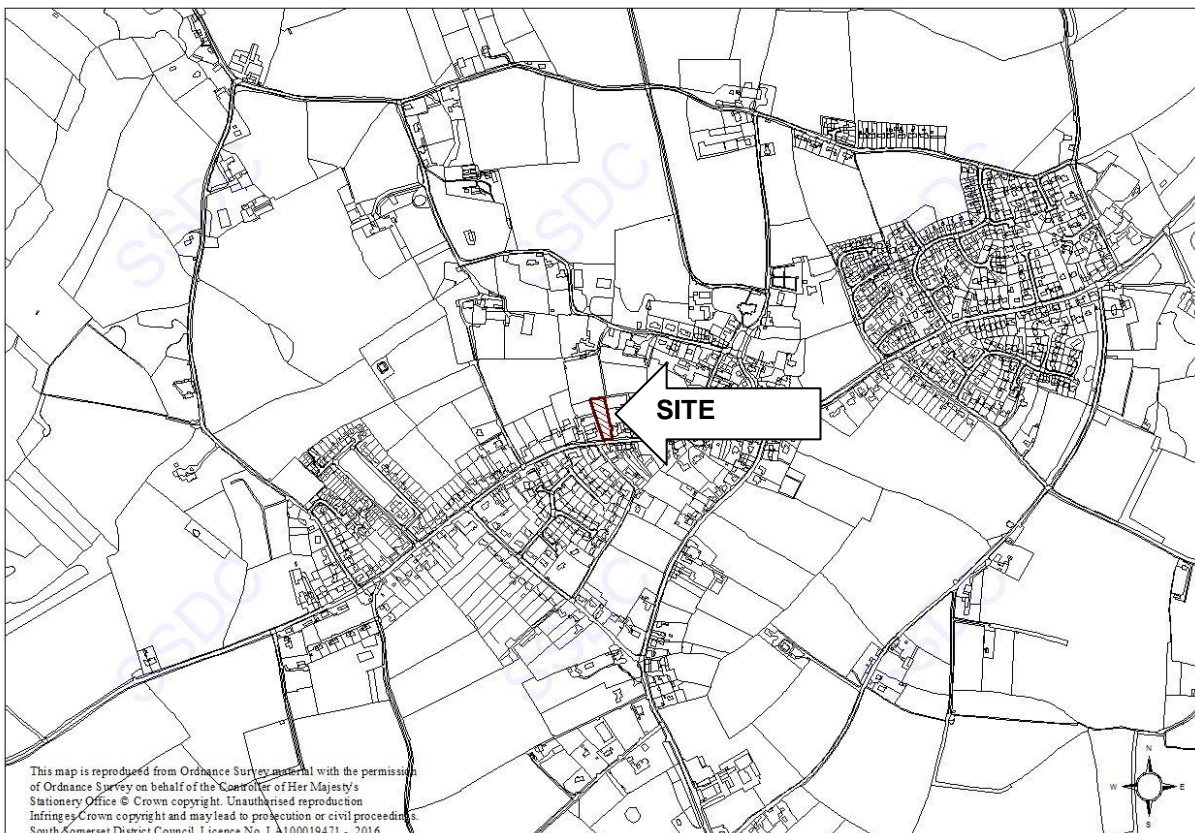 SSDC
SSDC
SSDC
SITE
SSDC
SSDC
SSDC
This map is reproduced from Ordnance Survey material with the permission
of Ordnance Survey on behalf of the Controller of Her Majesty's
Stationery Office © Crown copyright. Unauthorised reproduction
Infringes Crown copyright and may lead to prosecution or civil proceedings.
South Somerset District Council, Licence No. LA100019471 - 2016
N
W E
S